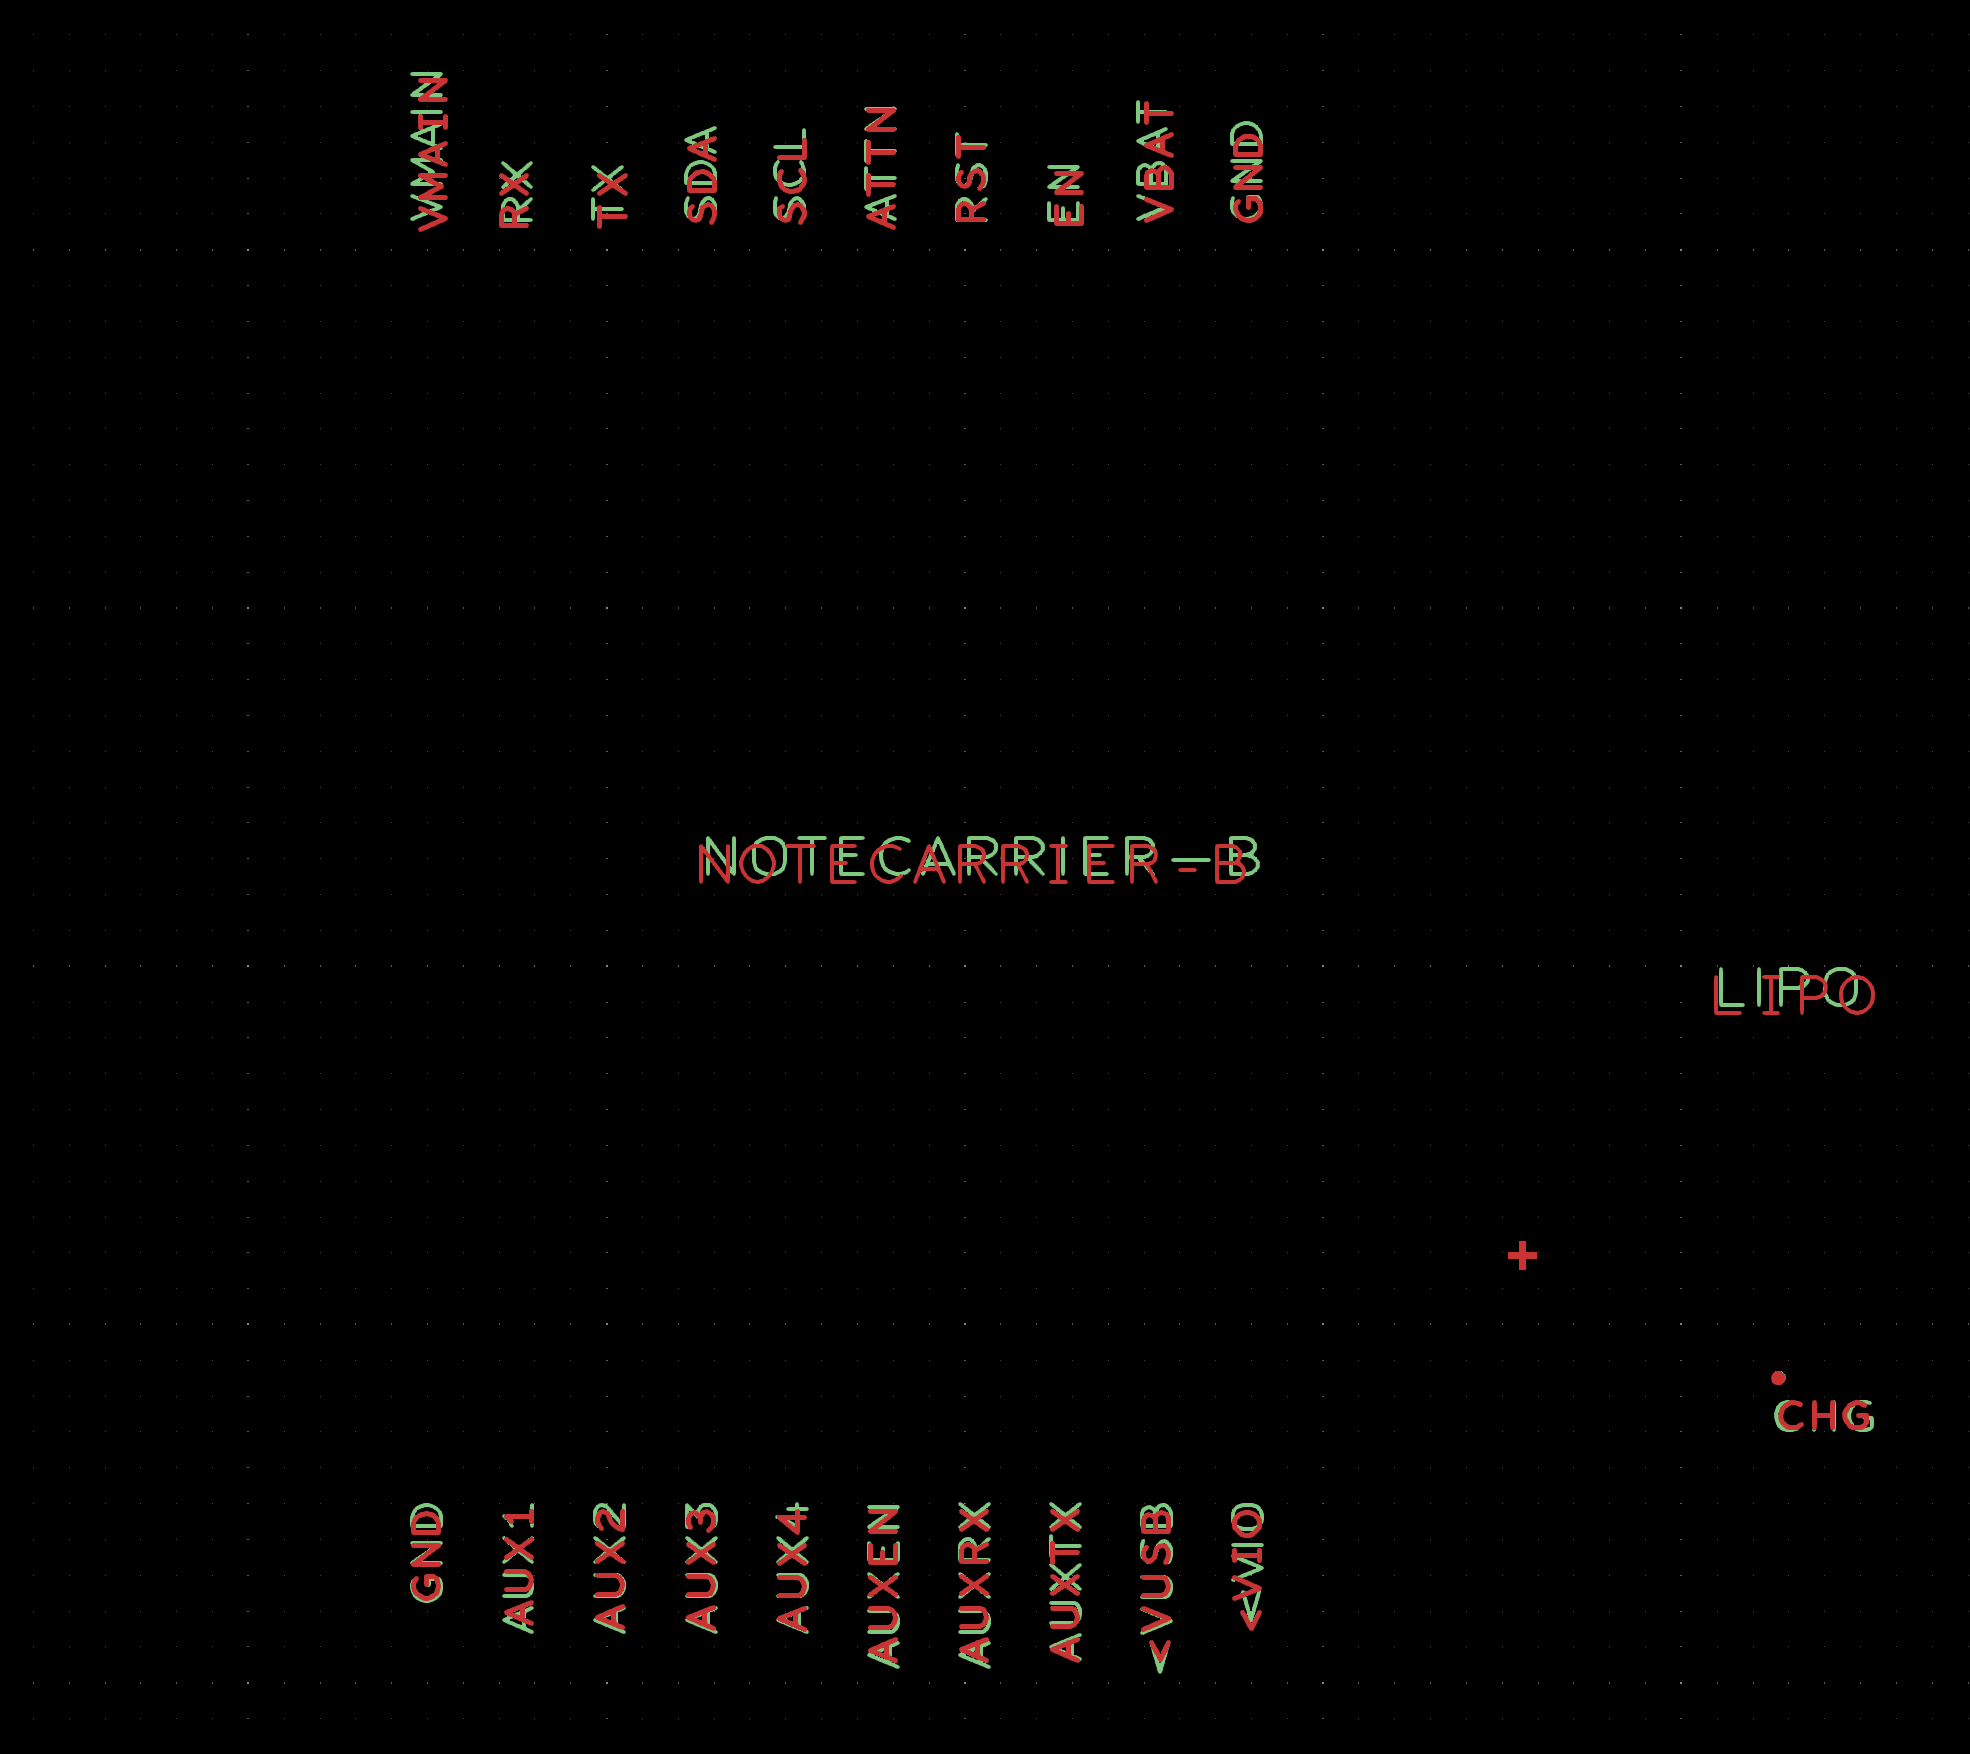 VMAIN
RX
TX
SDA
SCL
ATTN
RST
EN
VBAT
GND
NOTECARRIER-B
LIPO
+
CHG
GND
AUX1
AUX2
AUX3
AUX4
AUXEN
AUXRX
AUXTX
<VUSB
<VIO